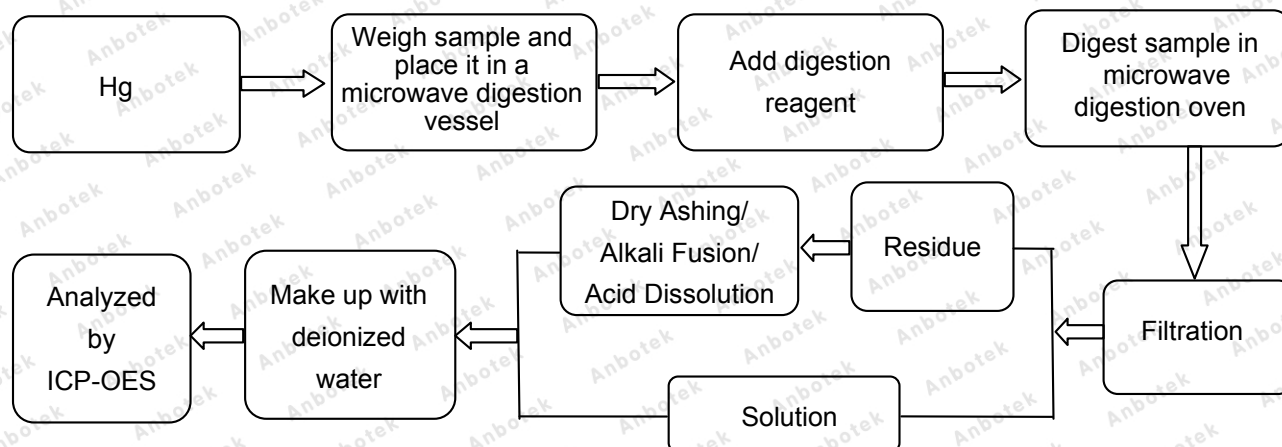 Hg
Weigh sample and
place it in a
microwave digestion
vessel
Add digestion
reagent
Digest sample in
microwave
digestion oven
Filtration
Residue
Dry Ashing/
Alkali Fusion/
Acid Dissolution
Solution
Make up with
deionized
water
Analyzed
by
ICP-OES
Anbotek